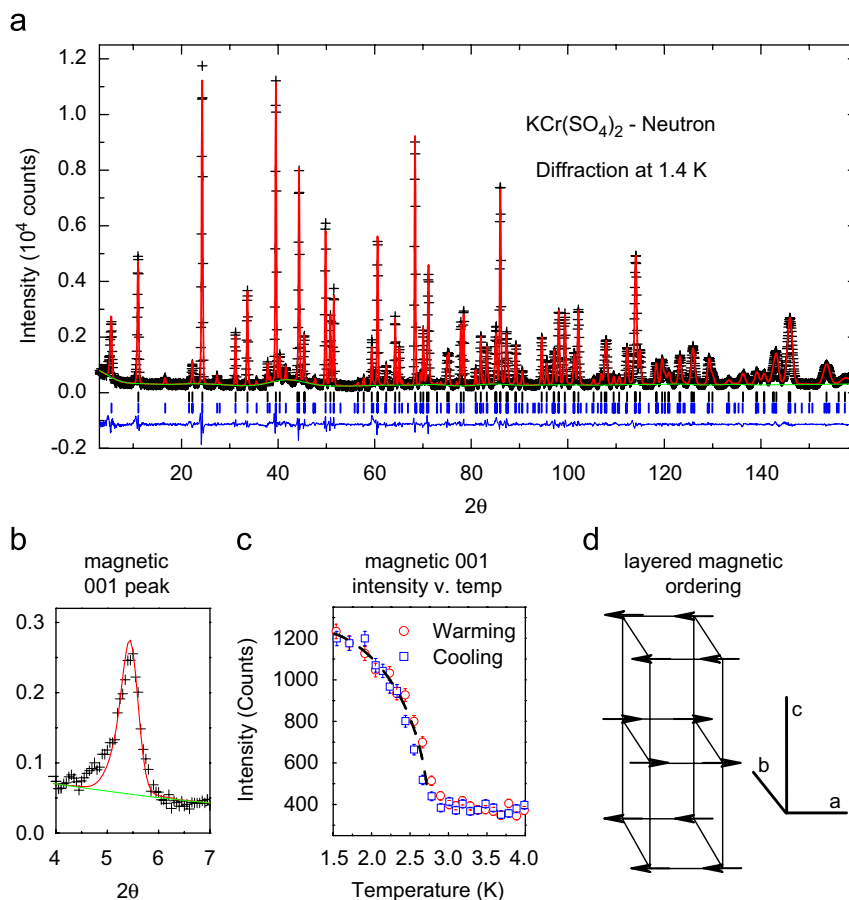 a
1.2
1.0
0.8
0.6
0.4
0.2
0.0
-0.2
Intensity (10⁴ counts)
KCr(SO₄)₂ - Neutron
Diffraction at 1.4 K
20 40 60 80 100 120 140
2θ
b
magnetic
001 peak
0.3
0.2
0.1
0.0
4 5 6 7
2θ
c
magnetic 001
intensity v. temp
Warming
Cooling
1200
1000
800
600
400
Intensity (Counts)
1.5 2.0 2.5 3.0 3.5 4.0
Temperature (K)
d
layered magnetic
ordering
c
b
a